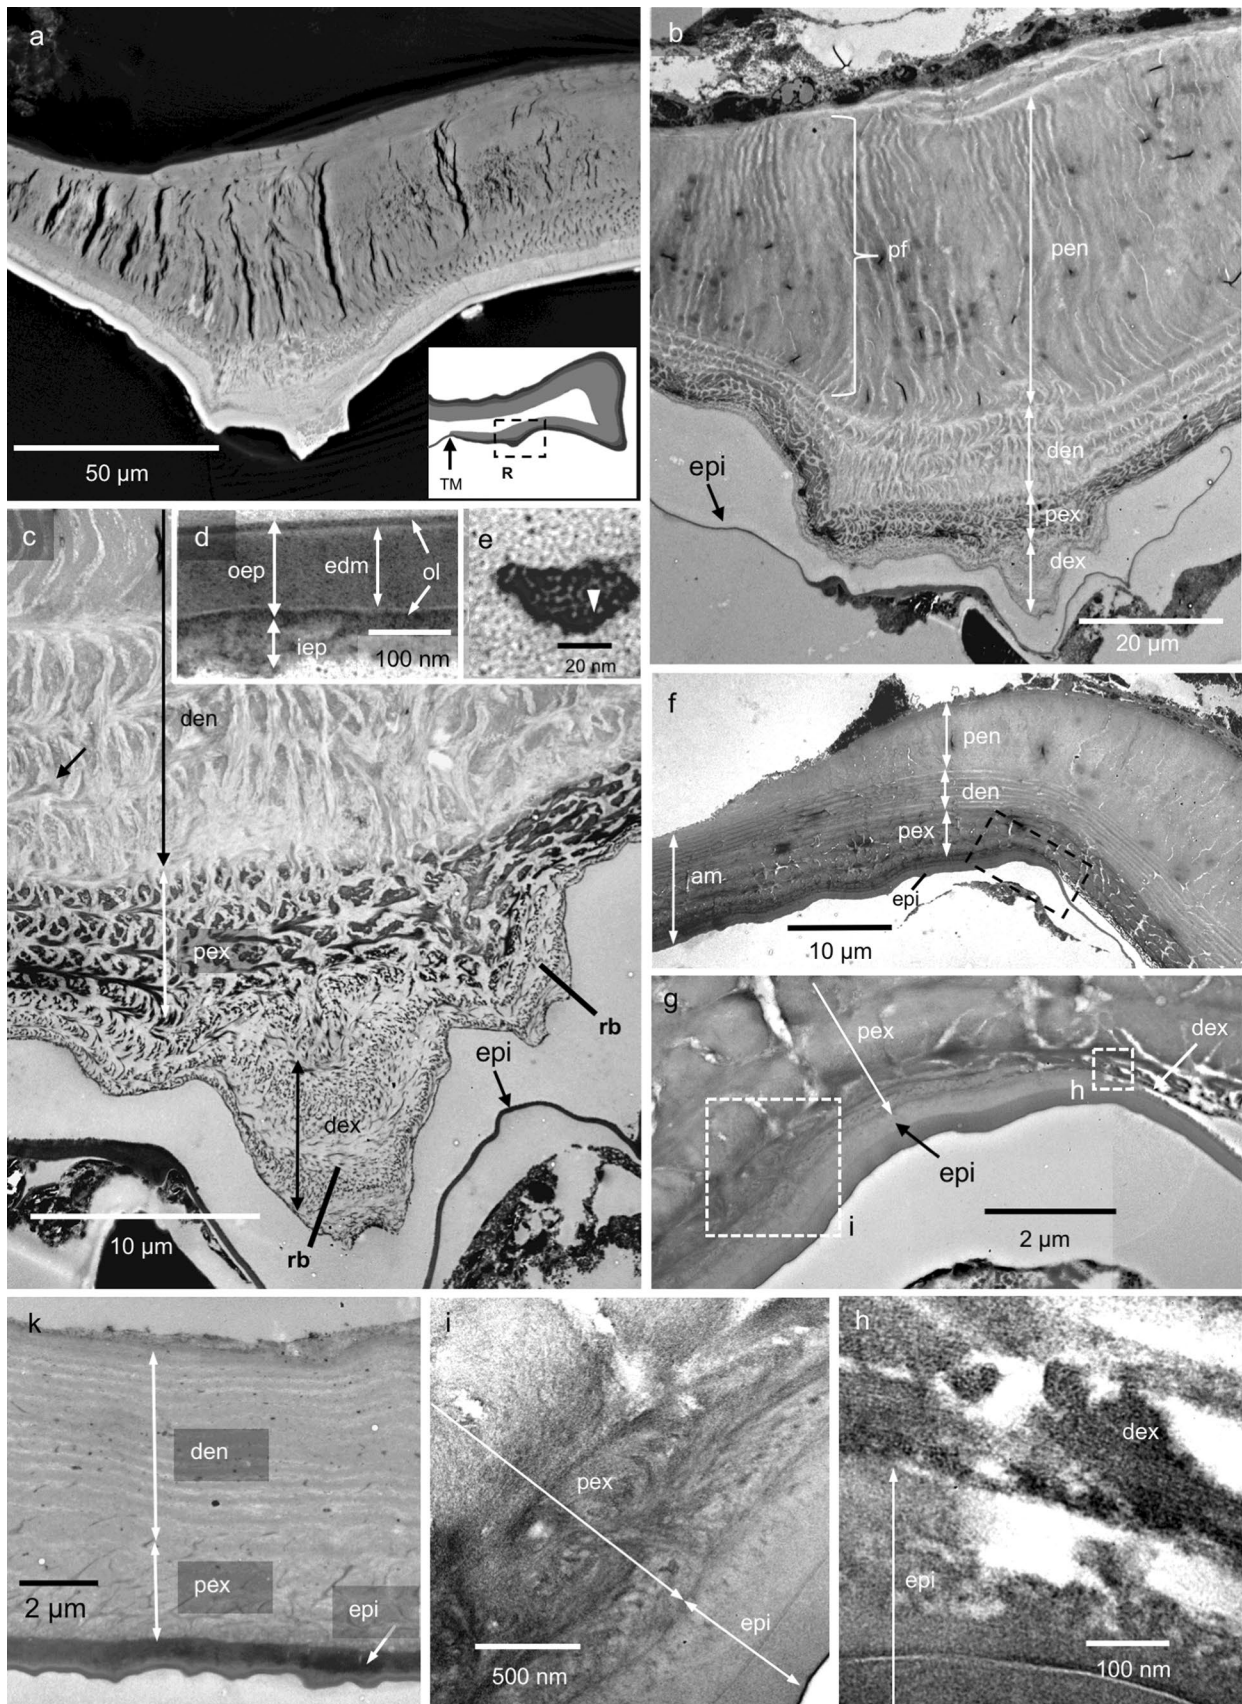 a
50 µm
TM
R
b
pf
pen
den
pex
dex
epi
20 µm
c
den
pex
dex
epi
rb
rb
10 µm
d
oep
edm
ol
iep
100 nm
e
20 nm
f
pen
den
pex
am
epi
10 µm
g
pex
dex
h
epi
i
2 µm
k
den
pex
epi
2 µm
i
pex
epi
500 nm
h
dex
epi
100 nm